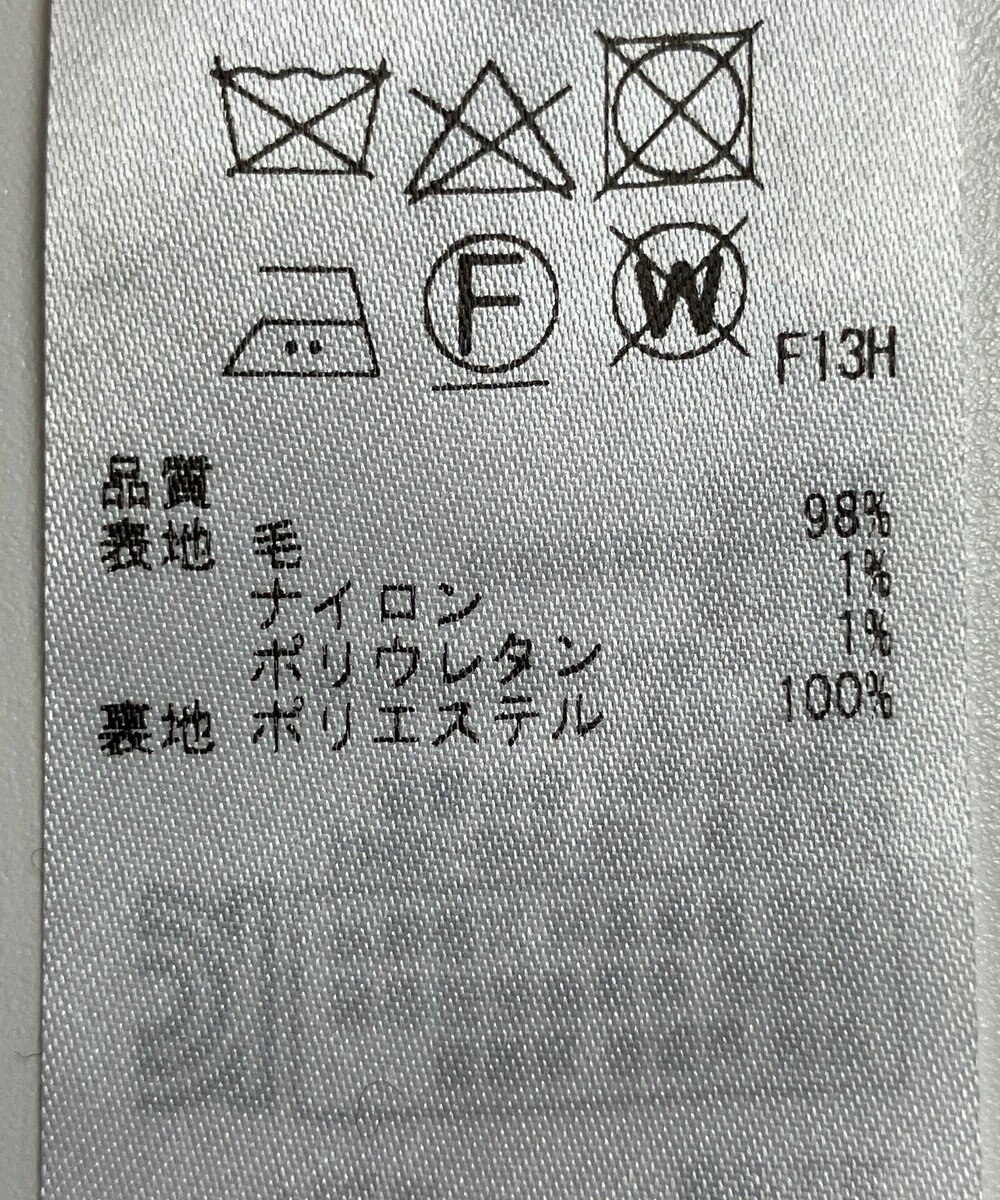 F W F13H
品質
表地 毛 98%
ナイロン 1%
ポリウレタン 1%
裏地 ポリエステル 100%